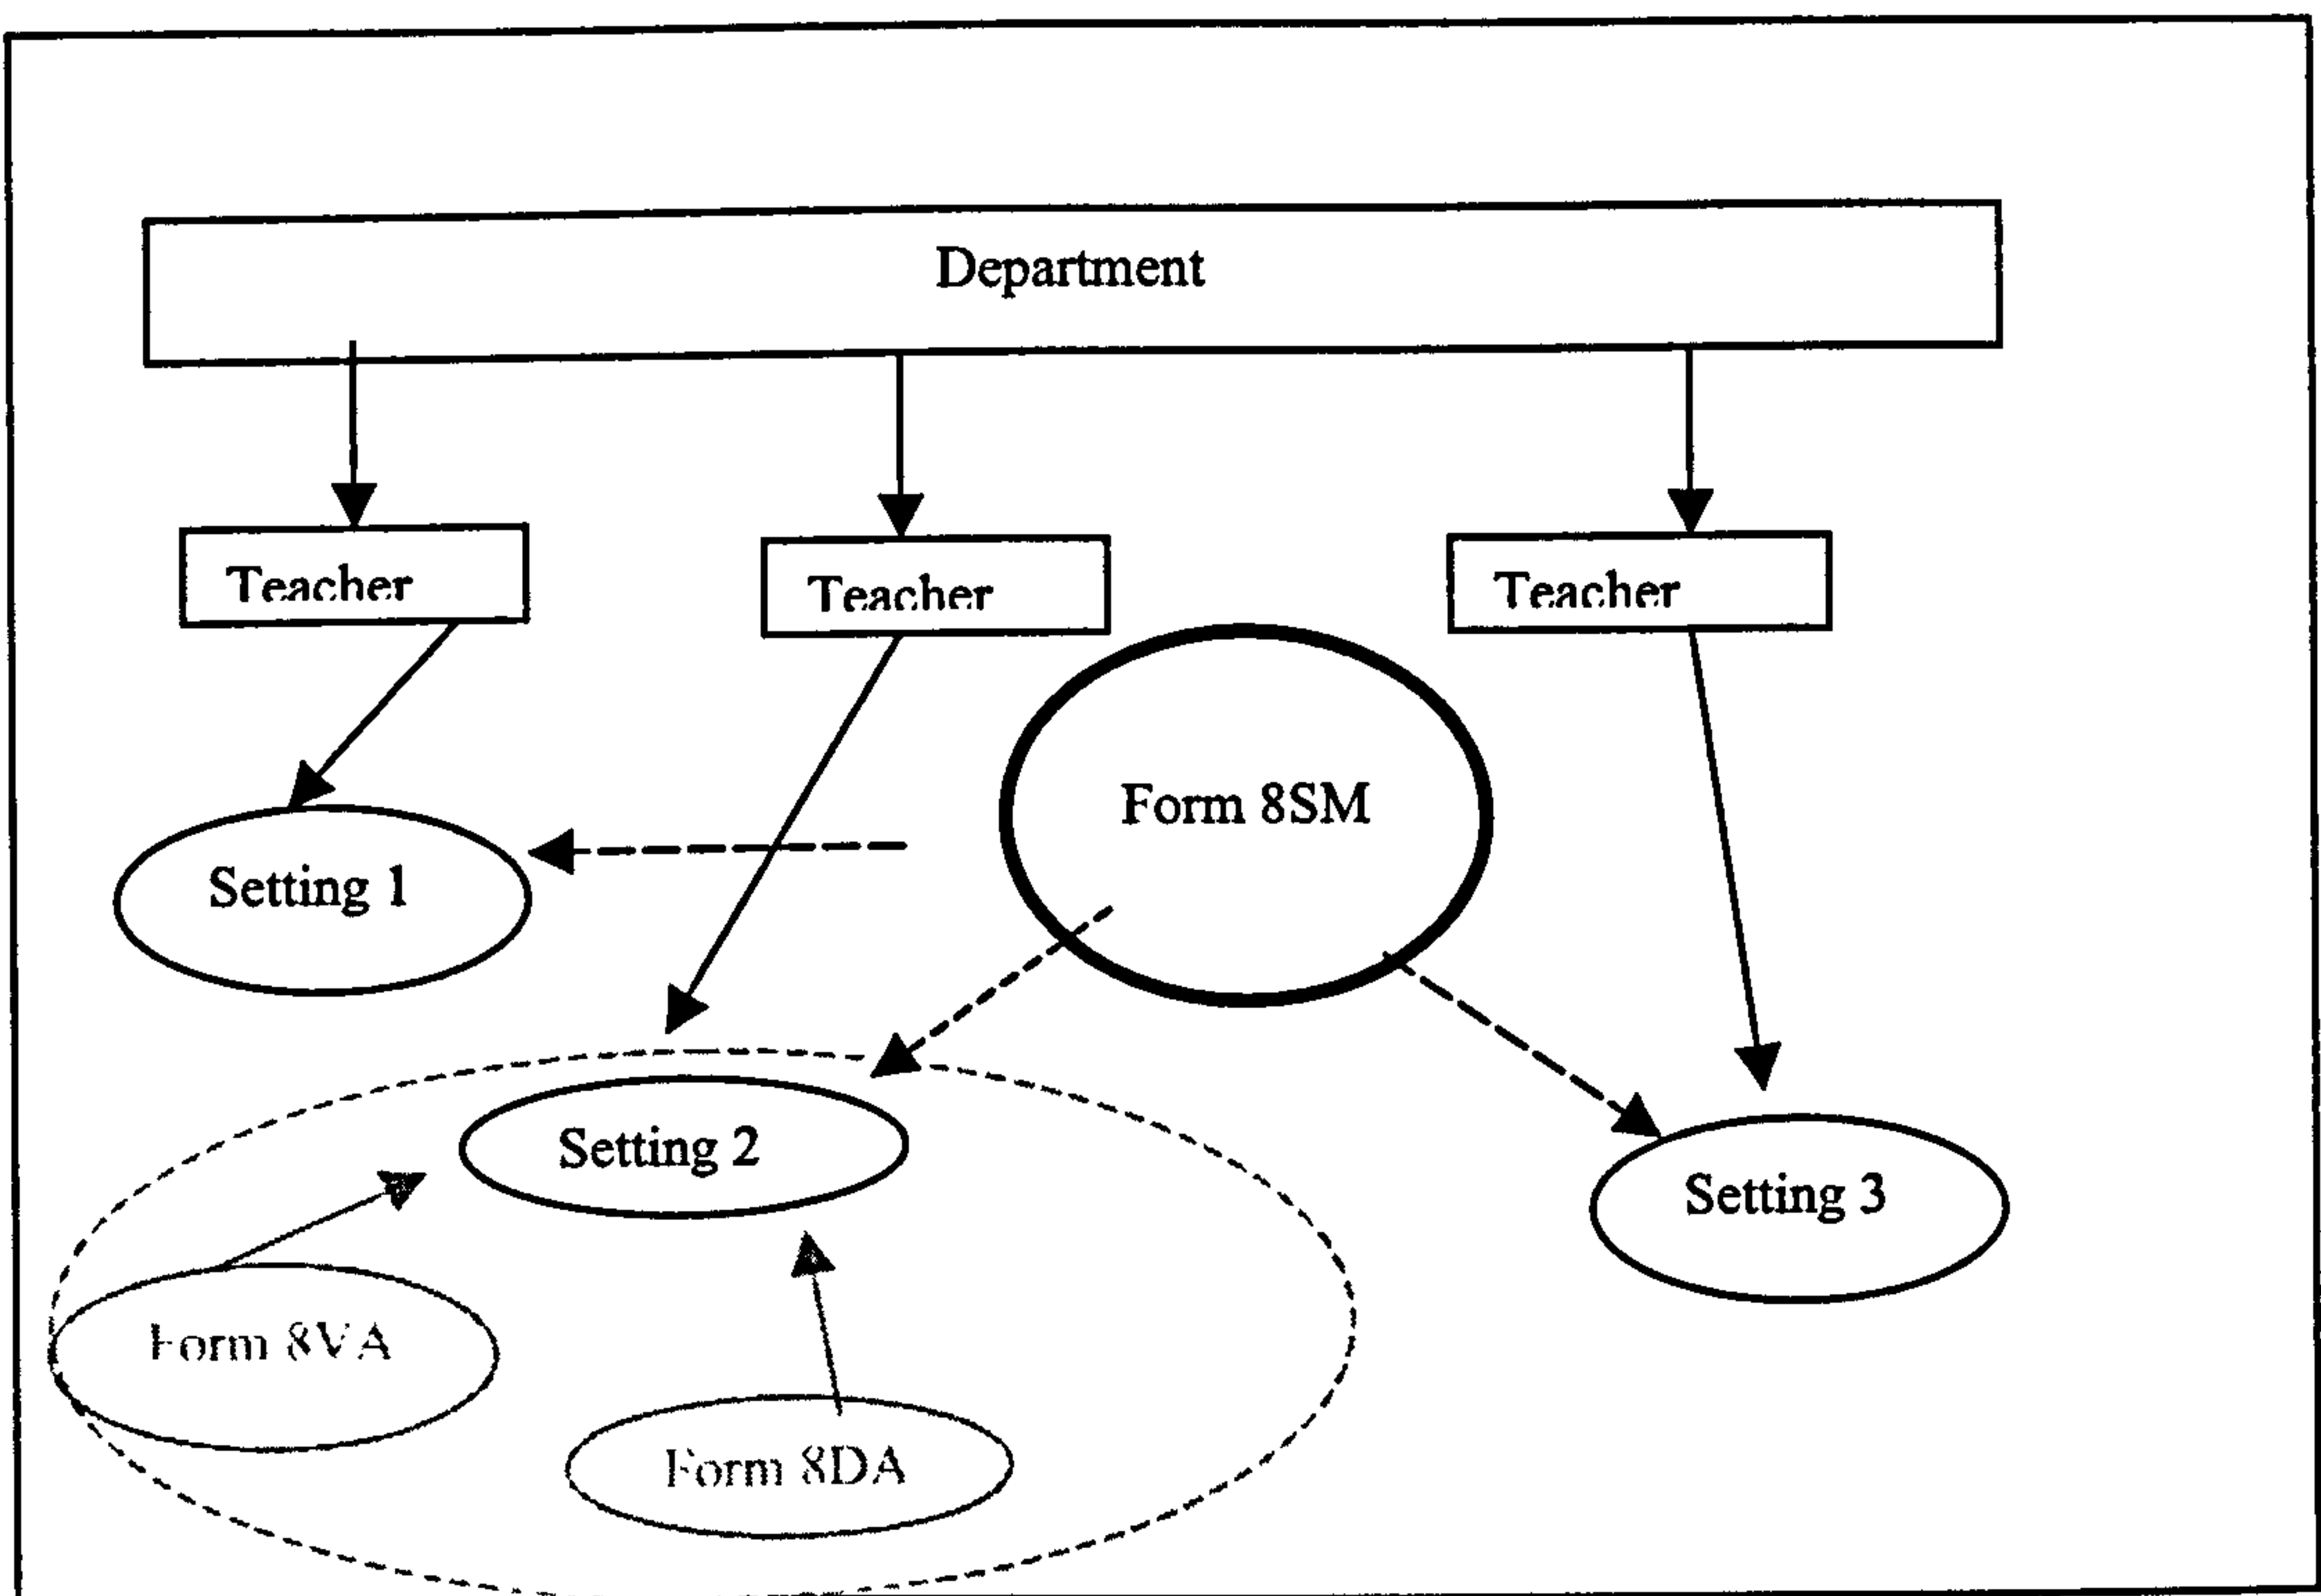 Department
Teacher
Teacher
Teacher
Form 8SM
Setting 1
Setting 2
Setting 3
Form 8VA
Form 8DA